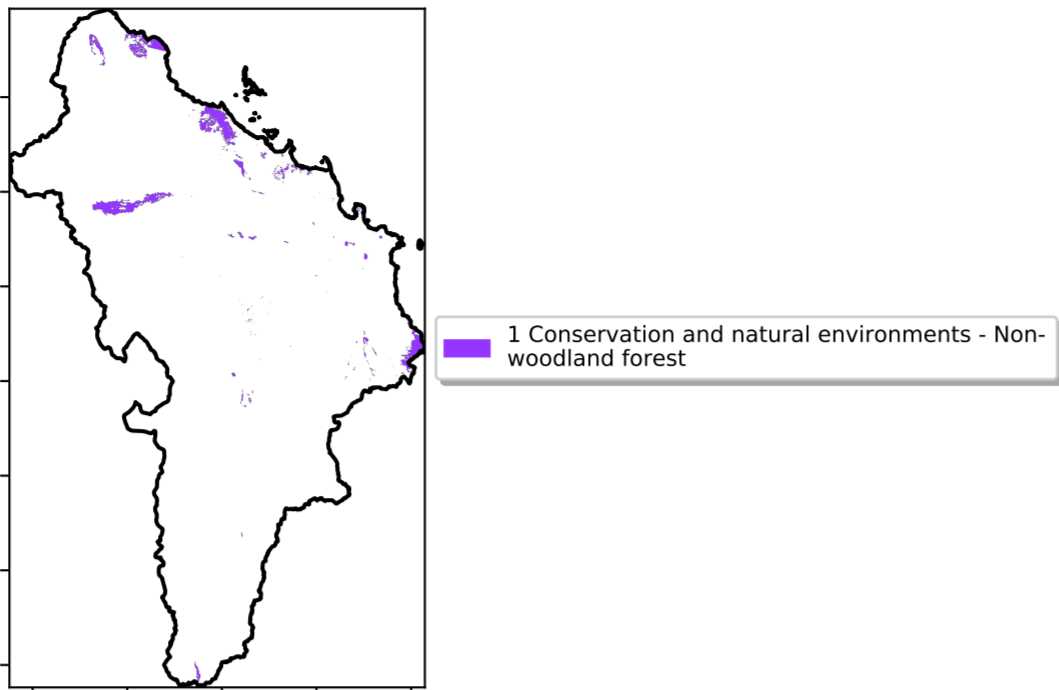 1 Conservation and natural environments - Non-
woodland forest